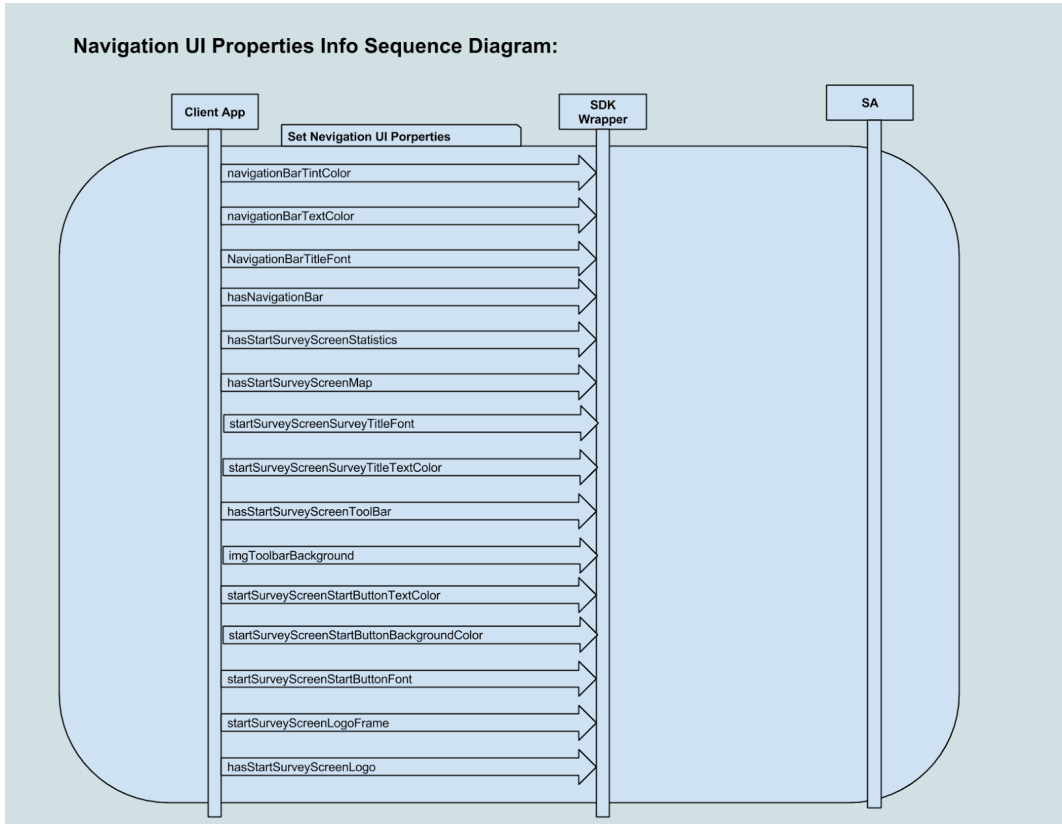 Navigation UI Properties Info Sequence Diagram:
Client App
SDK
Wrapper
SA
Set Nevigation UI Porperties
navigationBarTintColor
navigationBarTextColor
NavigationBarTitleFont
hasNavigationBar
hasStartSurveyScreenStatistics
hasStartSurveyScreenMap
startSurveyScreenSurveyTitleFont
startSurveyScreenSurveyTitleTextColor
hasStartSurveyScreenToolBar
imgToolbarBackground
startSurveyScreenStartButtonTextColor
startSurveyScreenStartButtonBackgroundColor
startSurveyScreenStartButtonFont
startSurveyScreenLogoFrame
hasStartSurveyScreenLogo